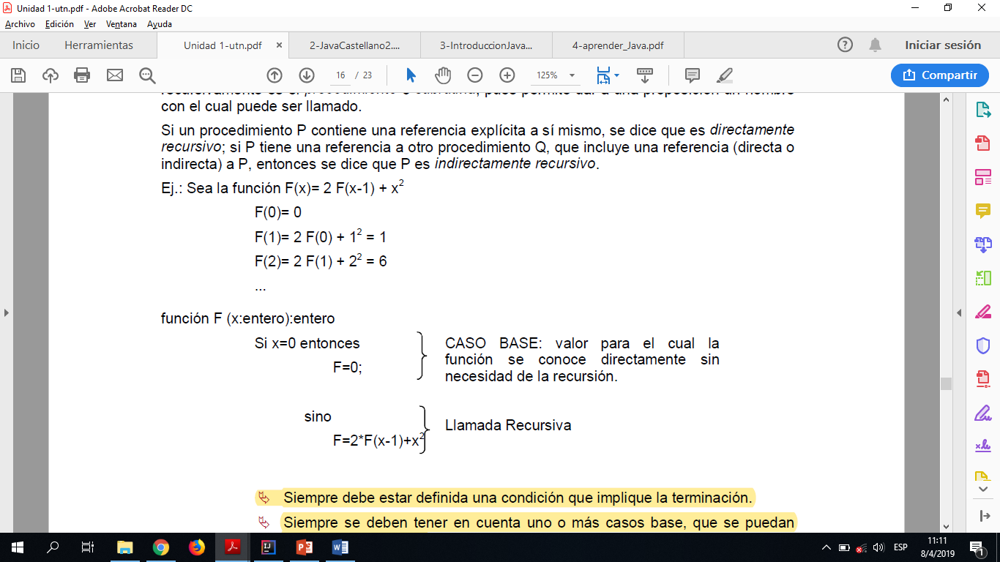 Unidad 1-utn.pdf - Adobe Acrobat Reader DC
Archivo Edición Ver Ventana Ayuda
Inicio Herramientas Unidad 1-utn.pdf × 2-JavaCastellano2.... 3-IntroduccionJava... 4-aprender_Java.pdf Iniciar sesión
16 / 23 125% Compartir
con el cual puede ser llamado.
Si un procedimiento P contiene una referencia explícita a sí mismo, se dice que es directamente
recursivo; si P tiene una referencia a otro procedimiento Q, que incluye una referencia (directa o
indirecta) a P, entonces se dice que P es indirectamente recursivo.
Ej.: Sea la función F(x)= 2 F(x-1) + x²
F(0)= 0
F(1)= 2 F(0) + 1² = 1
F(2)= 2 F(1) + 2² = 6
...
función F (x:entero):entero
Si x=0 entonces
F=0;
CASO BASE: valor para el cual la
función se conoce directamente sin
necesidad de la recursión.
sino
F=2*F(x-1)+x²
Llamada Recursiva
Siempre debe estar definida una condición que implique la terminación.
Siempre se deben tener en cuenta uno o más casos base, que se puedan
ESP
11:11
8/4/2019
1